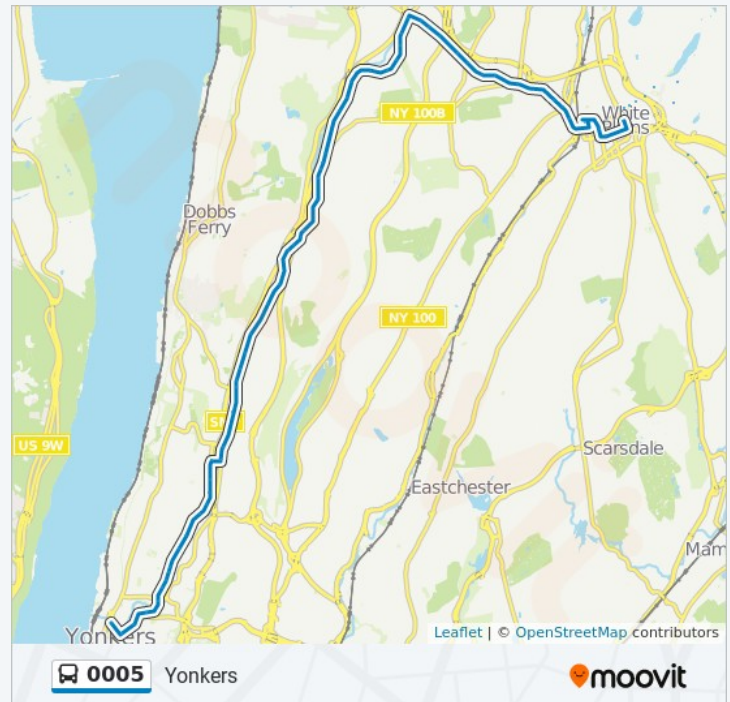 NY 100B
White
Plains
Dobbs
Ferry
NY 100
US 9W
Scarsdale
Eastchester
Mam
Yonkers
Leaflet | © OpenStreetMap contributors
0005 Yonkers
moovit